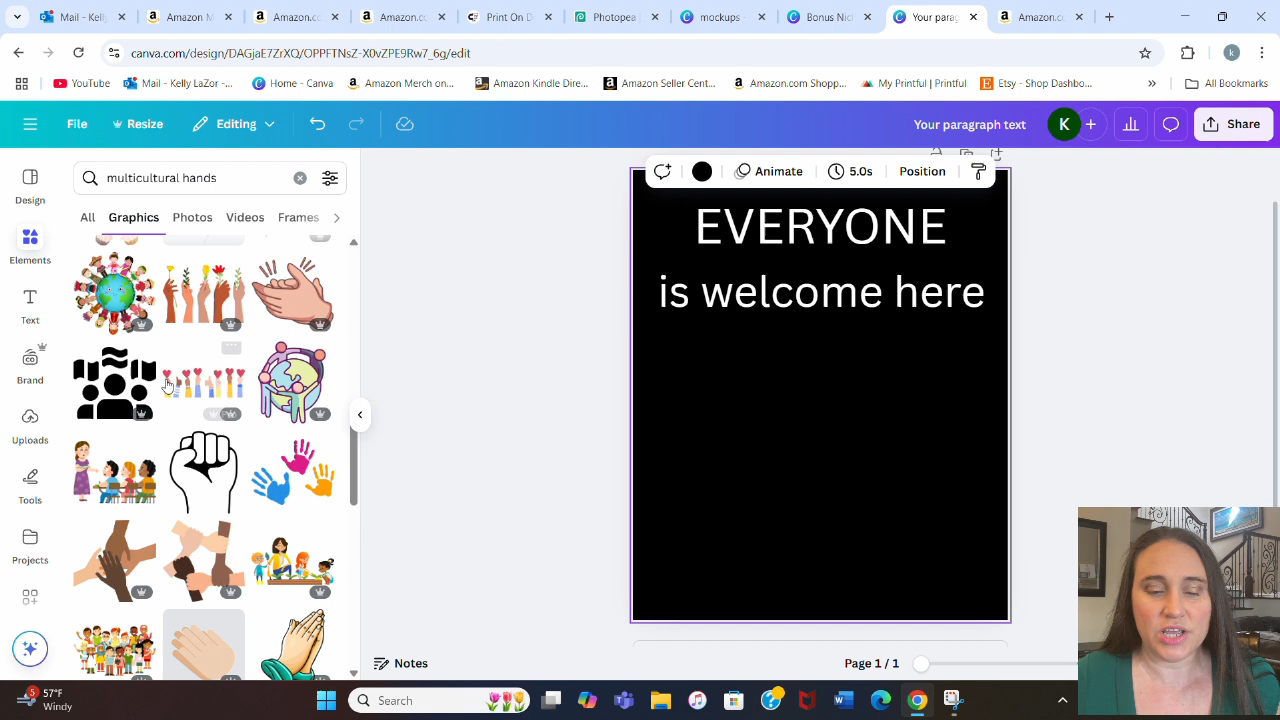 Mail - Kelly
Amazon M
Amazon.co
Amazon.co
Print On D
Photopea
mockups
Bonus Nic
Your parag
Amazon.co
canva.com/design/DAGjaE7ZrXQ/OPPFTNsZ-X0vZPE9Rw7_6g/edit
k
YouTube
Mail - Kelly LaZor -...
Home - Canva
Amazon Merch on...
Amazon Kindle Dire...
Amazon Seller Cent...
Amazon.com Shopp...
My Printful | Printful
Etsy - Shop Dashbo...
All Bookmarks
File
Resize
Editing
Your paragraph text
K
Share
Design
Elements
Text
Brand
Uploads
Tools
Projects
multicultural hands
All
Graphics
Photos
Videos
Frames
Animate
5.0s
Position
EVERYONE
is welcome here
Notes
Page 1 / 1
5
57°F
Windy
Search